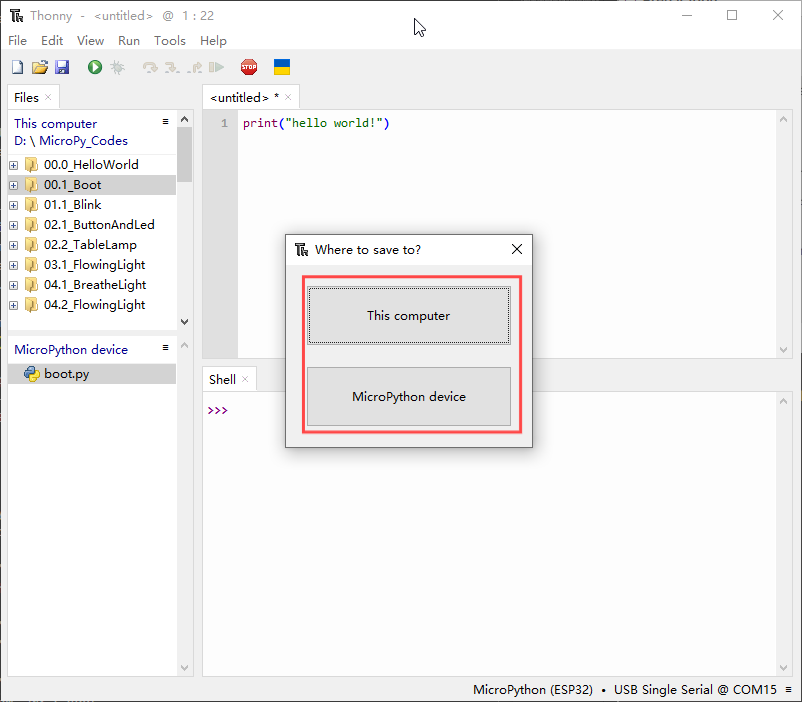 Thonny - <untitled> @ 1 : 22
File Edit View Run Tools Help
STOP
Files ×
<untitled> * ×
This computer
D: \ MicroPy_Codes
00.0_HelloWorld
00.1_Boot
01.1_Blink
02.1_ButtonAndLed
02.2_TableLamp
03.1_FlowingLight
04.1_BreatheLight
04.2_FlowingLight
1 print("hello world!")
Where to save to?
This computer
MicroPython device
MicroPython device
boot.py
Shell ×
>>>
MicroPython (ESP32) • USB Single Serial @ COM15 ≡